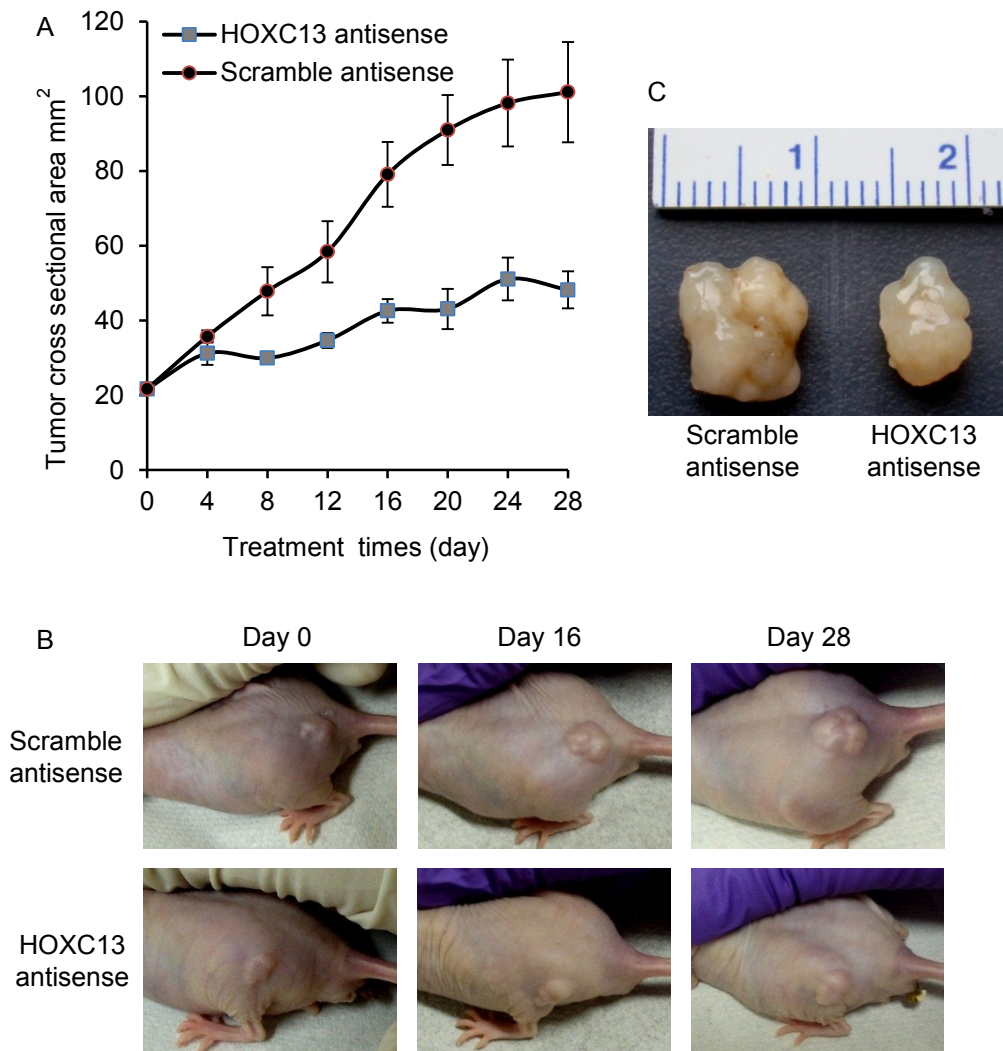 A
120
100
80
60
40
20
0
HOXC13 antisense
Scramble antisense
Tumor cross sectional area mm²
0 4 8 12 16 20 24 28
Treatment times (day)
C
1 2
Scramble
antisense
HOXC13
antisense
B
Day 0 Day 16 Day 28
Scramble
antisense
HOXC13
antisense